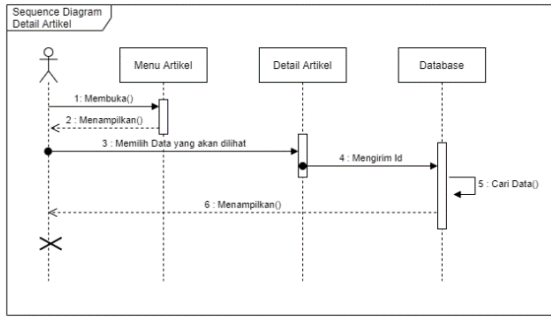 Sequence Diagram
Detail Artikel
Menu Artikel
Detail Artikel
Database
1: Membuka()
2 : Menampilkan()
3 : Memilih Data yang akan dilihat
4 : Mengirim Id
5 : Cari Data()
6 : Menampilkan()